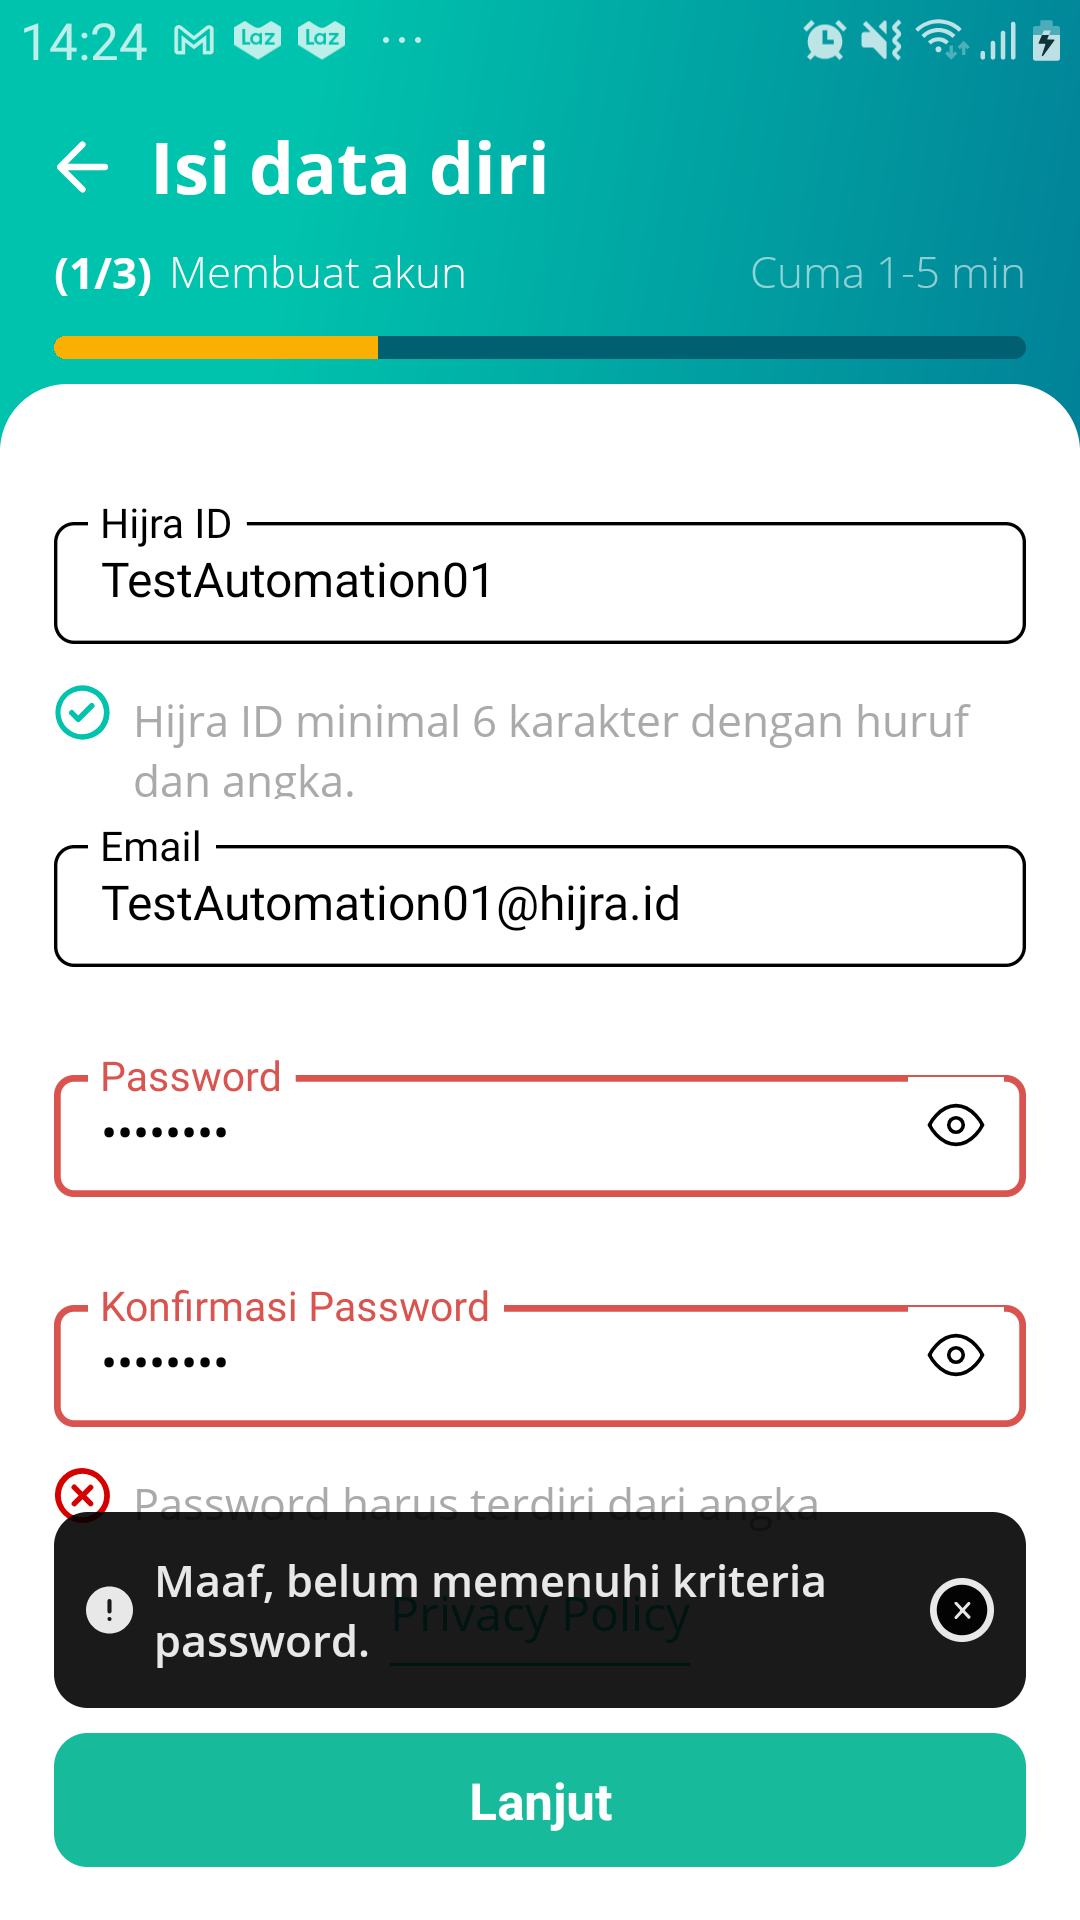 14:24
Laz Laz
Isi data diri
(1/3) Membuat akun Cuma 1-5 min
Hijra ID
TestAutomation01
Hijra ID minimal 6 karakter dengan huruf
dan angka.
Email
TestAutomation01@hijra.id
Password
••••••••
Konfirmasi Password
••••••••
Password harus terdiri dari angka
Maaf, belum memenuhi kriteria
password.
Privacy Policy
Lanjut